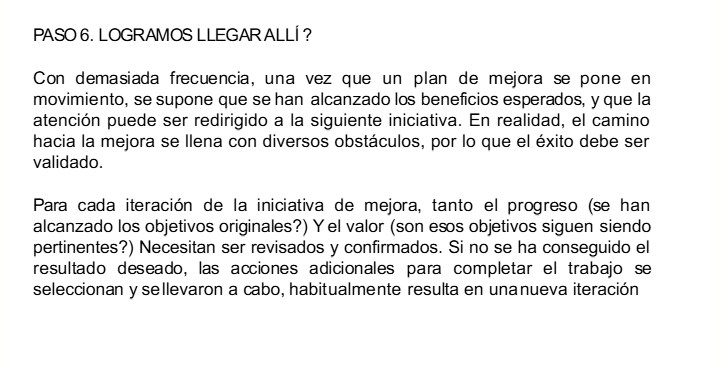 PASO 6. LOGRAMOS LLEGAR ALLÍ ?
Con demasiada frecuencia, una vez que un plan de mejora se pone en
movimiento, se supone que se han alcanzado los beneficios esperados, y que la
atención puede ser redirigido a la siguiente iniciativa. En realidad, el camino
hacia la mejora se llena con diversos obstáculos, por lo que el éxito debe ser
validado.
Para cada iteración de la iniciativa de mejora, tanto el progreso (se han
alcanzado los objetivos originales?) Y el valor (son esos objetivos siguen siendo
pertinentes?) Necesitan ser revisados y confirmados. Si no se ha conseguido el
resultado deseado, las acciones adicionales para completar el trabajo se
seleccionan y se llevaron a cabo, habitualmente resulta en una nueva iteración